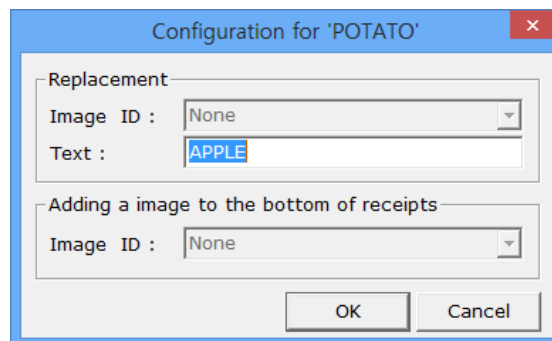 Configuration for 'POTATO'
Replacement
Image ID : None
Text : APPLE
Adding a image to the bottom of receipts
Image ID : None
OK Cancel